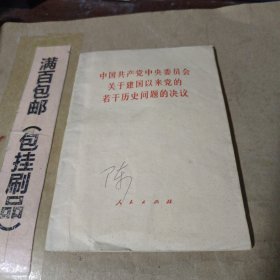 满百包邮(包挂刷品)
中国共产党中央委员会
关于建国以来党的
若干历史问题的决议
陈
人民出版社